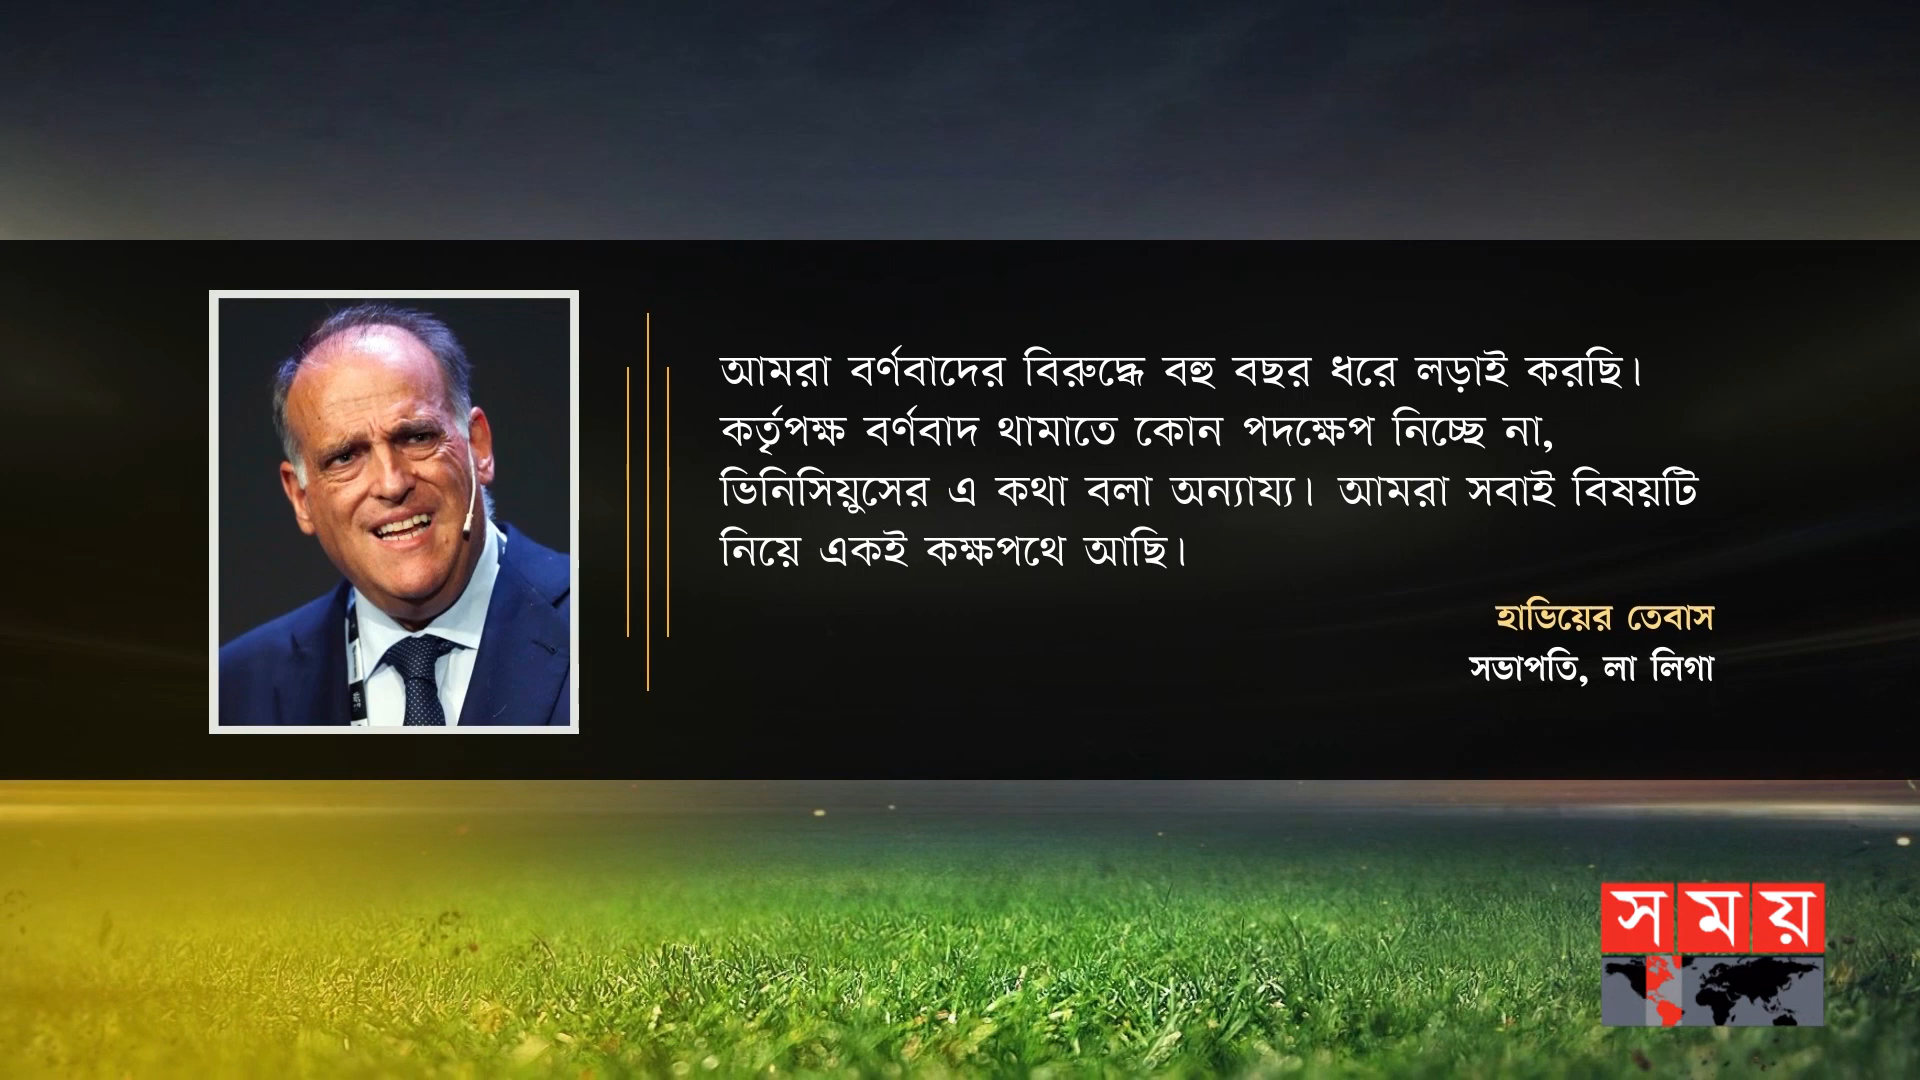 আমরা বর্ণবাদের বিরুদ্ধে বহু বছর ধরে লড়াই করছি।
কর্তৃপক্ষ বর্ণবাদ থামাতে কোন পদক্ষেপ নিচ্ছে না,
ভিনিসিয়ুসের এ কথা বলা অন্যায্য। আমরা সবাই বিষয়টি
নিয়ে একই কক্ষপথে আছি।
হাভিয়ের তেবাস
সভাপতি, লা লিগা
সময়